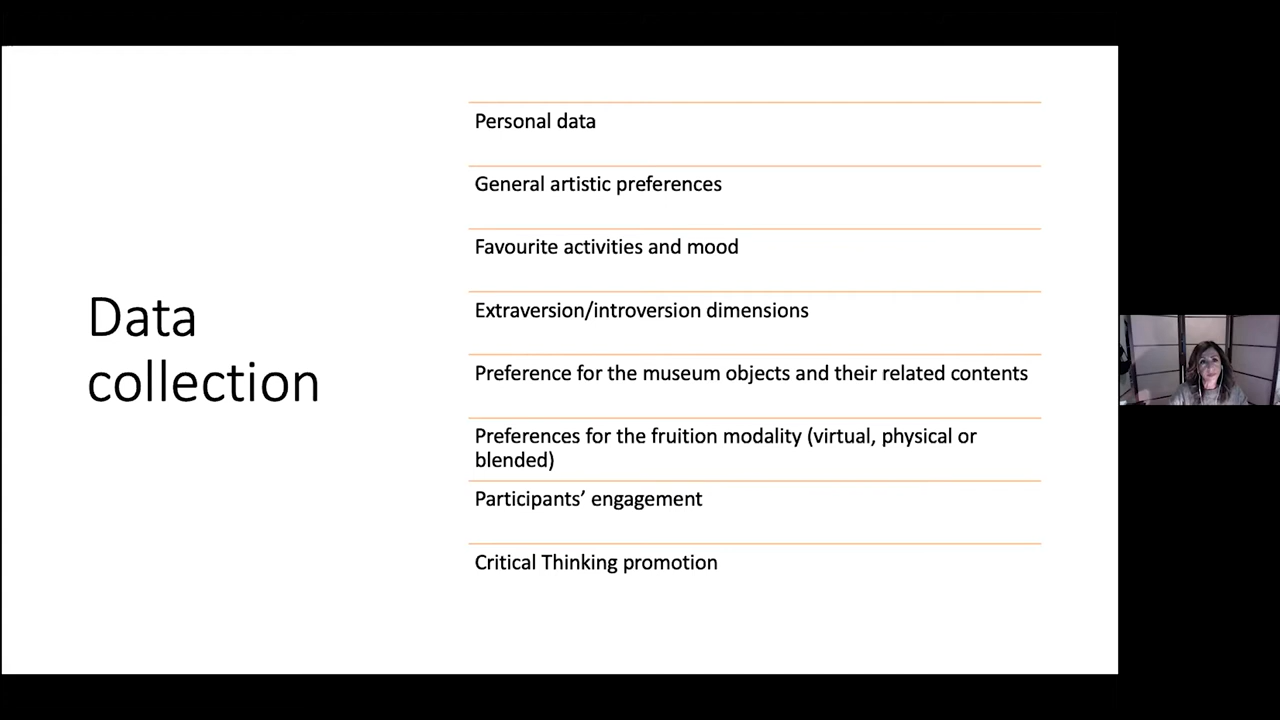 Data
collection
Personal data
General artistic preferences
Favourite activities and mood
Extraversion/introversion dimensions
Preference for the museum objects and their related contents
Preferences for the fruition modality (virtual, physical or
blended)
Participants’ engagement
Critical Thinking promotion